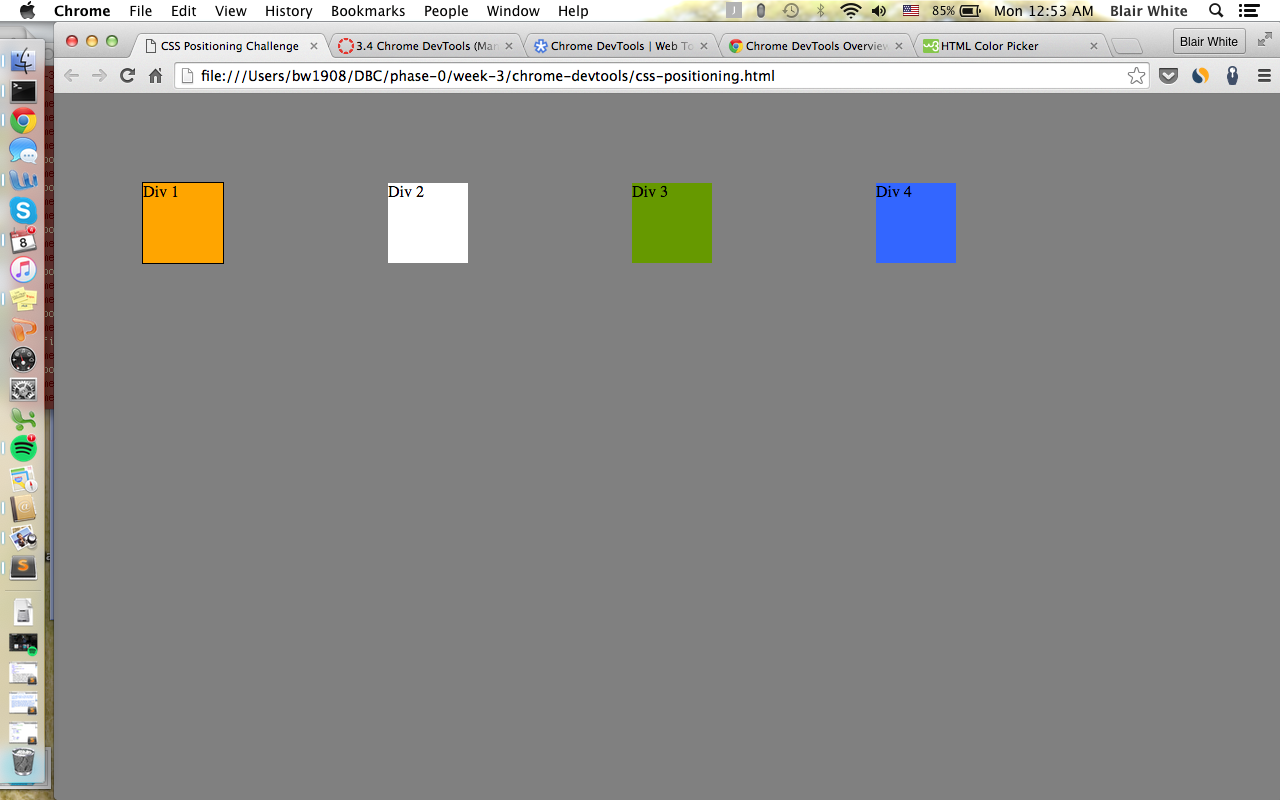 Chrome File Edit View History Bookmarks People Window Help 85% Mon 12:53 AM Blair White
CSS Positioning Challenge 3.4 Chrome DevTools (Man Chrome DevTools | Web To Chrome DevTools Overview HTML Color Picker Blair White
file:///Users/bw1908/DBC/phase-0/week-3/chrome-devtools/css-positioning.html
Div 1 Div 2 Div 3 Div 4
8